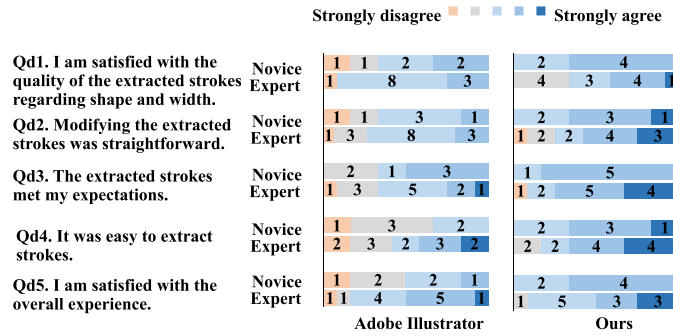 Strongly disagree Strongly agree
Qd1. I am satisfied with the
quality of the extracted strokes
regarding shape and width.
Novice 1 1 2 2 2 4
Expert 1 8 3 4 3 4 1
Qd2. Modifying the extracted
strokes was straightforward.
Novice 1 1 3 1 2 3 1
Expert 1 3 8 3 1 2 2 4 3
Qd3. The extracted strokes
met my expectations.
Novice 2 1 3 1 5
Expert 1 3 5 2 1 1 2 5 4
Qd4. It was easy to extract
strokes.
Novice 1 3 2 2 3 1
Expert 2 3 2 3 2 2 2 4 4
Qd5. I am satisfied with the
overall experience.
Novice 1 2 2 1 2 4
Expert 1 1 4 5 1 1 5 3 3
Adobe Illustrator Ours